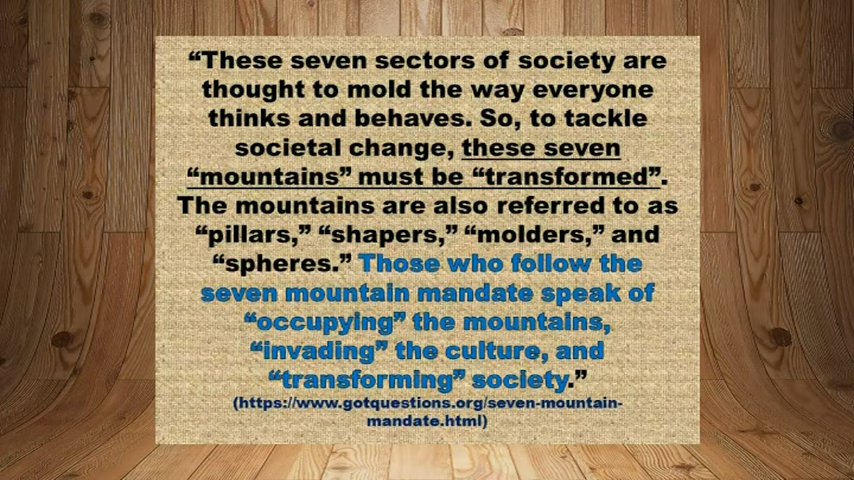 “These seven sectors of society are
thought to mold the way everyone
thinks and behaves. So, to tackle
societal change, these seven
“mountains” must be “transformed”.
The mountains are also referred to as
“pillars,” “shapers,” “molders,” and
“spheres.” Those who follow the
seven mountain mandate speak of
“occupying” the mountains,
“invading” the culture, and
“transforming” society.”
(https://www.gotquestions.org/seven-mountain-
mandate.html)